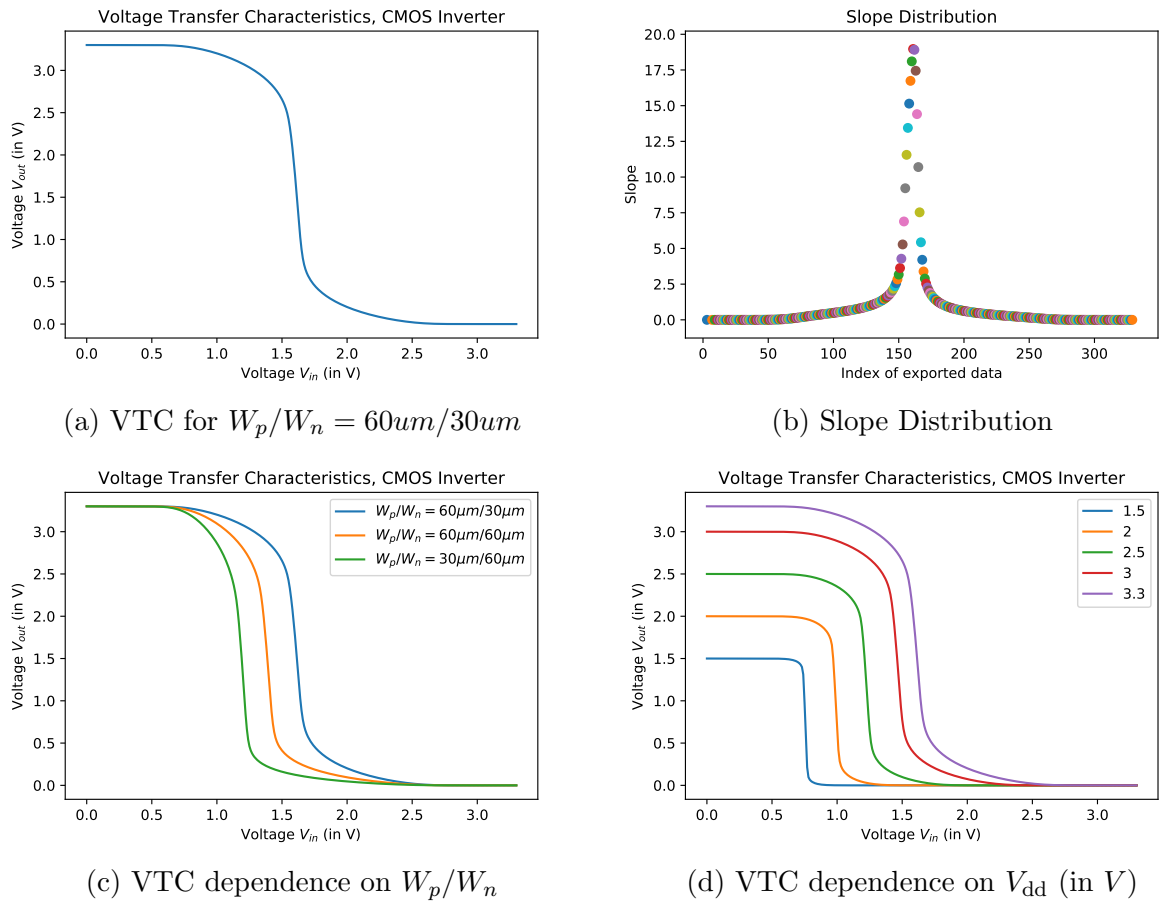 Voltage Transfer Characteristics, CMOS Inverter
3.0
2.5
2.0
1.5
1.0
0.5
0.0
Voltage V_out (in V)
0.0 0.5 1.0 1.5 2.0 2.5 3.0
Voltage V_in (in V)
(a) VTC for W_p/W_n = 60um/30um
Slope Distribution
20.0
17.5
15.0
12.5
10.0
7.5
5.0
2.5
0.0
Slope
0 50 100 150 200 250 300
Index of exported data
(b) Slope Distribution
Voltage Transfer Characteristics, CMOS Inverter
3.0
2.5
2.0
1.5
1.0
0.5
0.0
Voltage V_out (in V)
W_p/W_n = 60μm/30μm
W_p/W_n = 60μm/60μm
W_p/W_n = 30μm/60μm
0.0 0.5 1.0 1.5 2.0 2.5 3.0
Voltage V_in (in V)
(c) VTC dependence on W_p/W_n
Voltage Transfer Characteristics, CMOS Inverter
3.0
2.5
2.0
1.5
1.0
0.5
0.0
Voltage V_out (in V)
1.5
2
2.5
3
3.3
0.0 0.5 1.0 1.5 2.0 2.5 3.0
Voltage V_in (in V)
(d) VTC dependence on V_dd (in V)